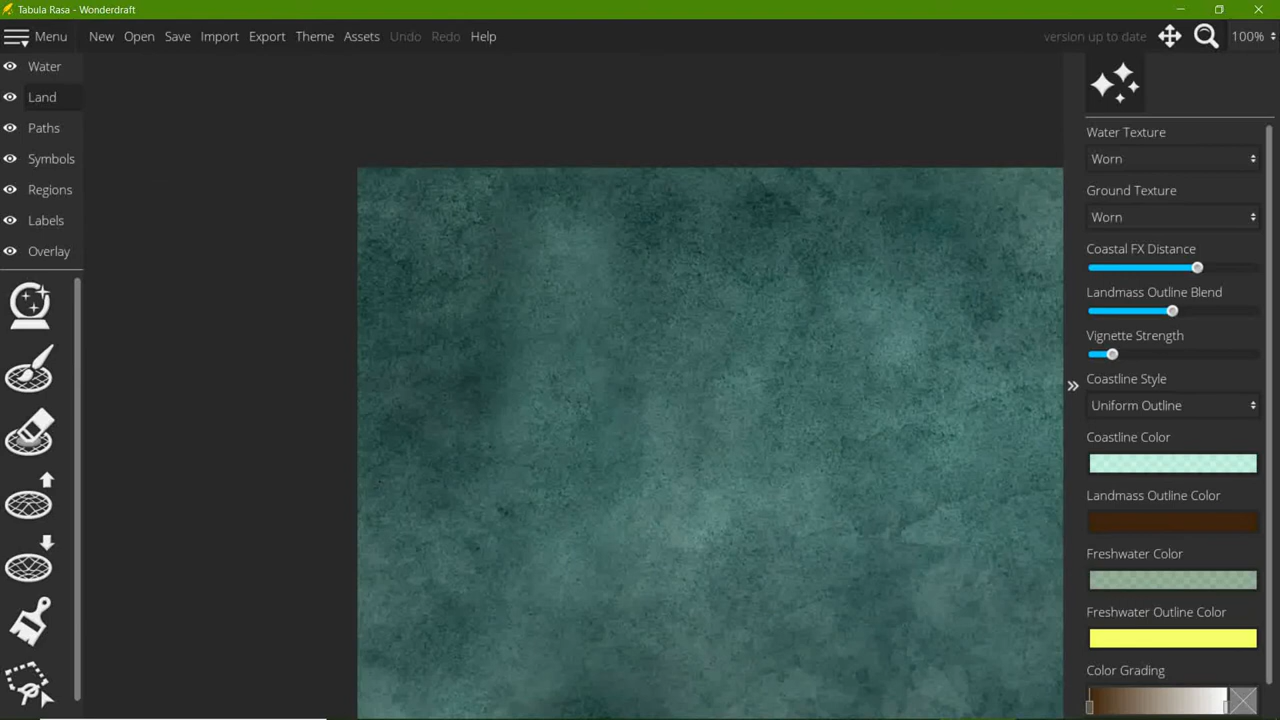 Tabula Rasa - Wonderdraft
Menu New Open Save Import Export Theme Assets Undo Redo Help version up to date 100%
Water
Land
Paths
Symbols
Regions
Labels
Overlay
Water Texture
Worn
Ground Texture
Worn
Coastal FX Distance
Landmass Outline Blend
Vignette Strength
Coastline Style
Uniform Outline
Coastline Color
Landmass Outline Color
Freshwater Color
Freshwater Outline Color
Color Grading